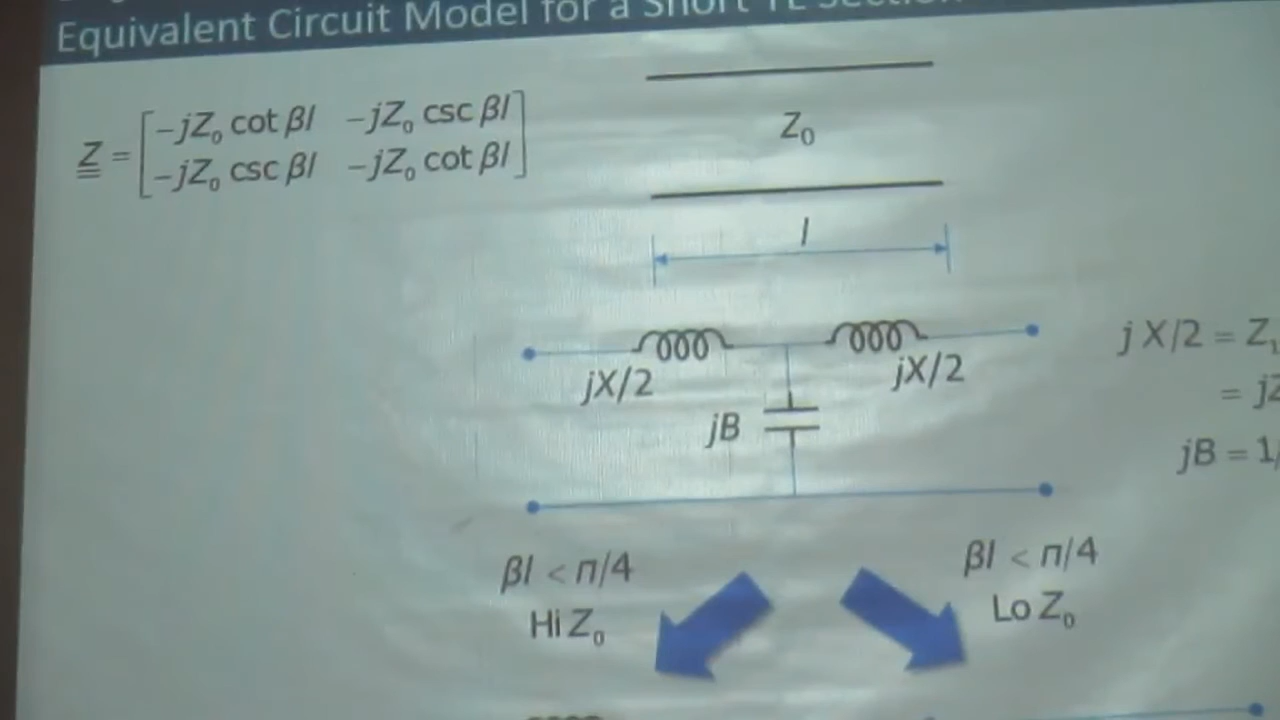 Equivalent Circuit Model for a Short TL Section
Z = [-jZ₀ cot βl -jZ₀ csc βl]
[-jZ₀ csc βl -jZ₀ cot βl]
Z₀
l
jX/2
jX/2
jB
j X/2 = Z₁
= j
jB = 1/
βl < π/4
Hi Z₀
βl < π/4
Lo Z₀